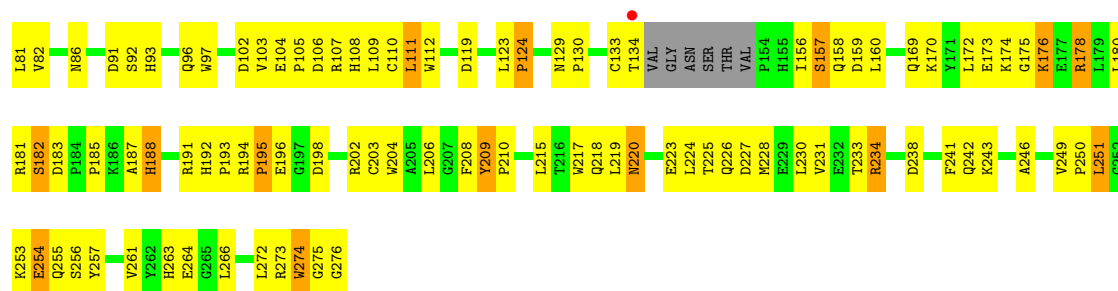 L81 V82 N86 D91 S92 H93 Q96 W97 D102 V103 E104 P105 D106 R107 H108 L109 C110 L111 W112 D119 L123 P124 N129 P130 C133 T134 VAL GLY ASN SER THR VAL P154 H155 I156 S157 Q158 D159 L160 Q169 K170 Y171 L172 E173 K174 G175 K176 E177 R178 L179 L180
R181 S182 D183 P184 P185 K186 A187 H188 R191 H192 P193 R194 P195 E196 G197 D198 R202 C203 W204 A205 L206 G207 F208 Y209 P210 L215 T216 W217 Q218 L219 N220 E223 L224 T225 Q226 D227 M228 E229 L230 V231 E232 T233 R234 D238 F241 Q242 K243 A246 V249 P250 L251 G252
K253 E254 Q255 S256 Y257 V261 Y262 H263 E264 G265 L266 L272 R273 W274 G275 G276